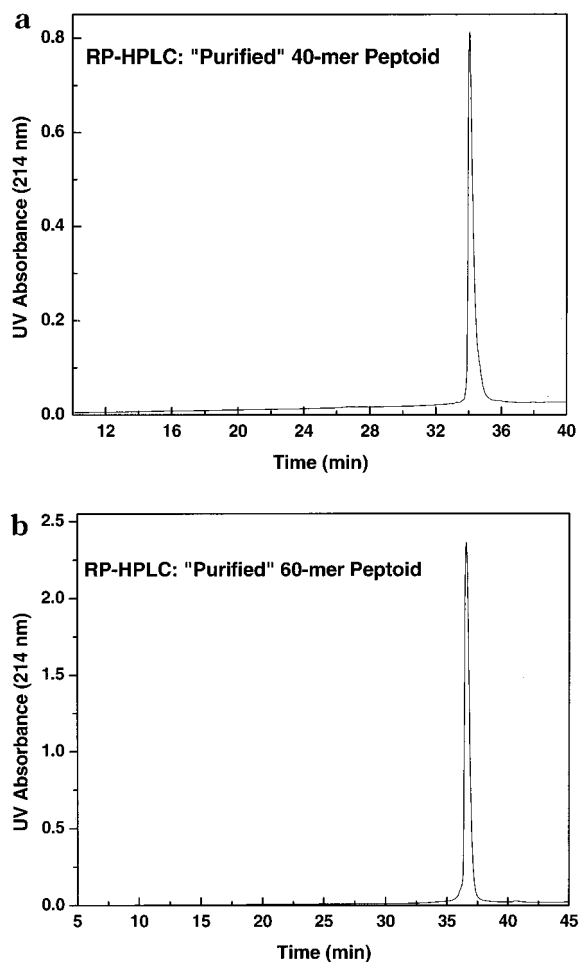 a
RP-HPLC: "Purified" 40-mer Peptoid
UV Absorbance (214 nm)
0.8
0.6
0.4
0.2
0.0
12 16 20 24 28 32 36 40
Time (min)
b
RP-HPLC: "Purified" 60-mer Peptoid
UV Absorbance (214 nm)
2.5
2.0
1.5
1.0
0.5
0.0
5 10 15 20 25 30 35 40 45
Time (min)